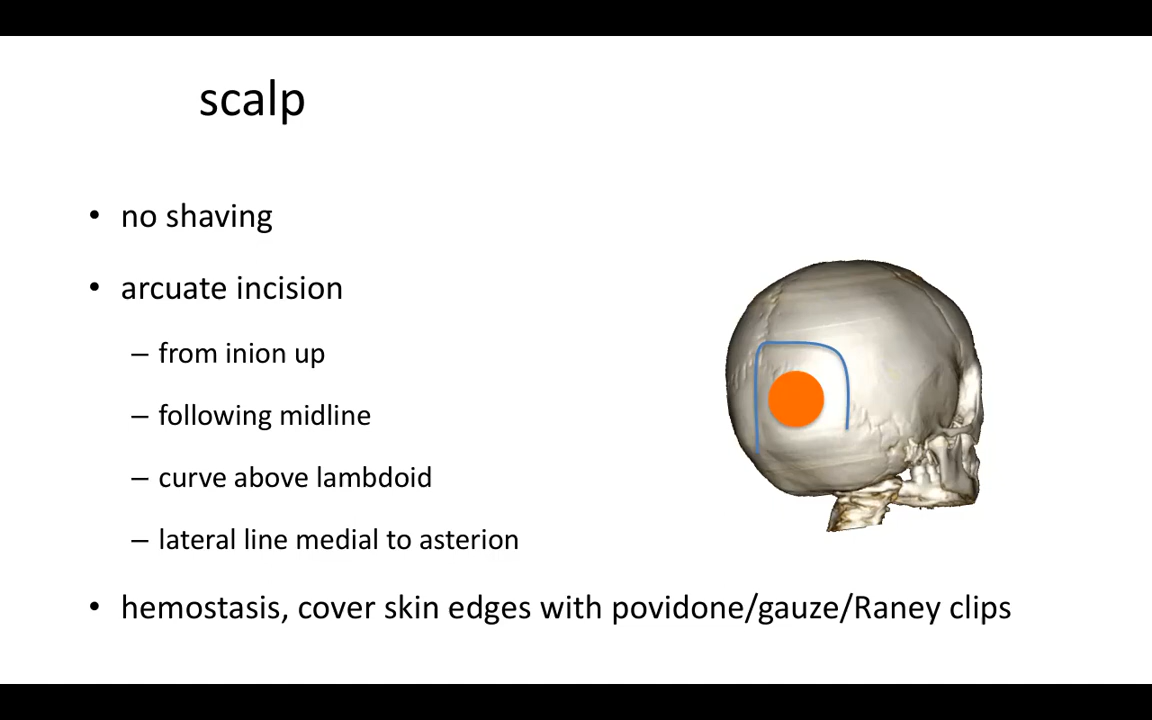 scalp
• no shaving
• arcuate incision
– from inion up
– following midline
– curve above lambdoid
– lateral line medial to asterion
• hemostasis, cover skin edges with povidone/gauze/Raney clips